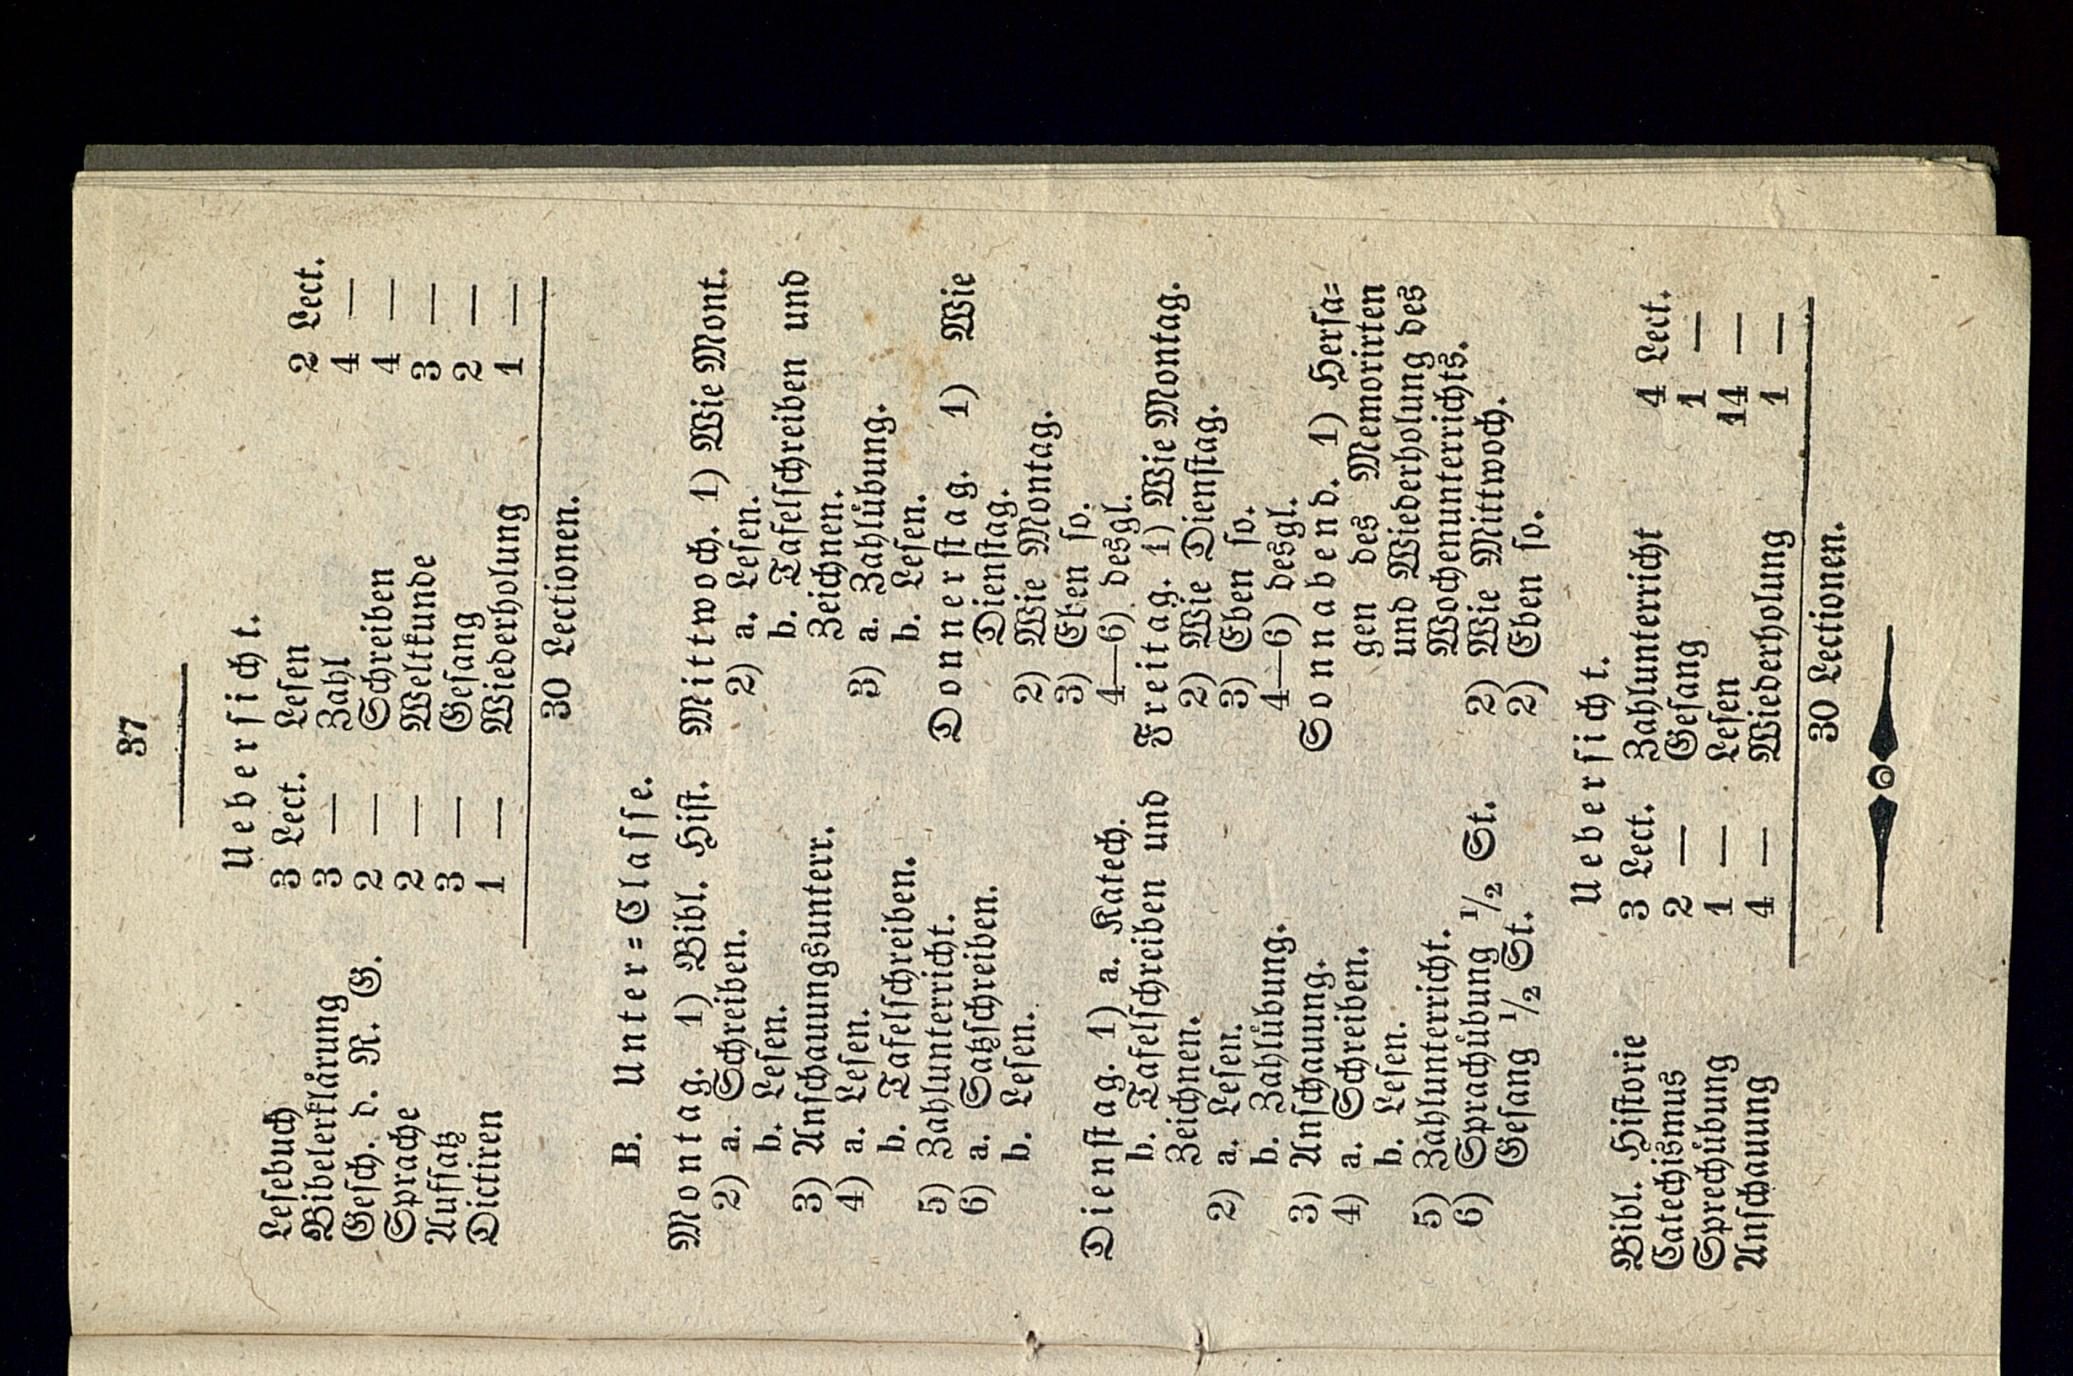 37
Ueberſicht.
Leſebuch 3 Lect. Leſen 2 Lect.
Bibelerklärung 3 — Zahl 4 —
Geſch. d. R. G. 2 — Schreiben 4 —
Sprache 2 — Weltkunde 3 —
Aufſatz 3 — Geſang 2 —
Dictiren 1 — Wiederholung 1 —
30 Lectionen.
B. Unter=Claſſe.
Montag. 1) Bibl. Hiſt.
2) a. Schreiben.
b. Leſen.
3) Anſchauungsunterr.
4) a. Leſen.
b. Tafelſchreiben.
5) Zahlunterricht.
6) a. Satzſchreiben.
b. Leſen.
Dienſtag. 1) a. Katech.
b. Tafelſchreiben und
Zeichnen.
2) a. Leſen.
b. Zahlübung.
3) Anſchauung.
4) a. Schreiben.
b. Leſen.
5) Zahlunterricht.
6) Sprachübung 1/2 St.
Geſang 1/2 St.
Mittwoch. 1) Wie Mont.
2) a. Leſen.
b. Tafelſchreiben und
Zeichnen.
3) a. Zahlübung.
b. Leſen.
Donnerſtag. 1) Wie
Dienſtag.
2) Wie Montag.
3) Eben ſo.
4—6) desgl.
Freitag. 1) Wie Montag.
2) Wie Dienſtag.
3) Eben ſo.
4—6) desgl.
Sonnabend. 1) Herſa=
gen des Memorirten
und Wiederholung des
Wochenunterrichts.
2) Wie Mittwoch.
2) Eben ſo.
Ueberſicht.
Bibl. Hiſtorie 3 Lect. Zahlunterricht 4 Lect.
Catechismus 2 — Geſang 1 —
Sprechübung 1 — Leſen 14 —
Anſchauung 4 — Wiederholung 1 —
30 Lectionen.